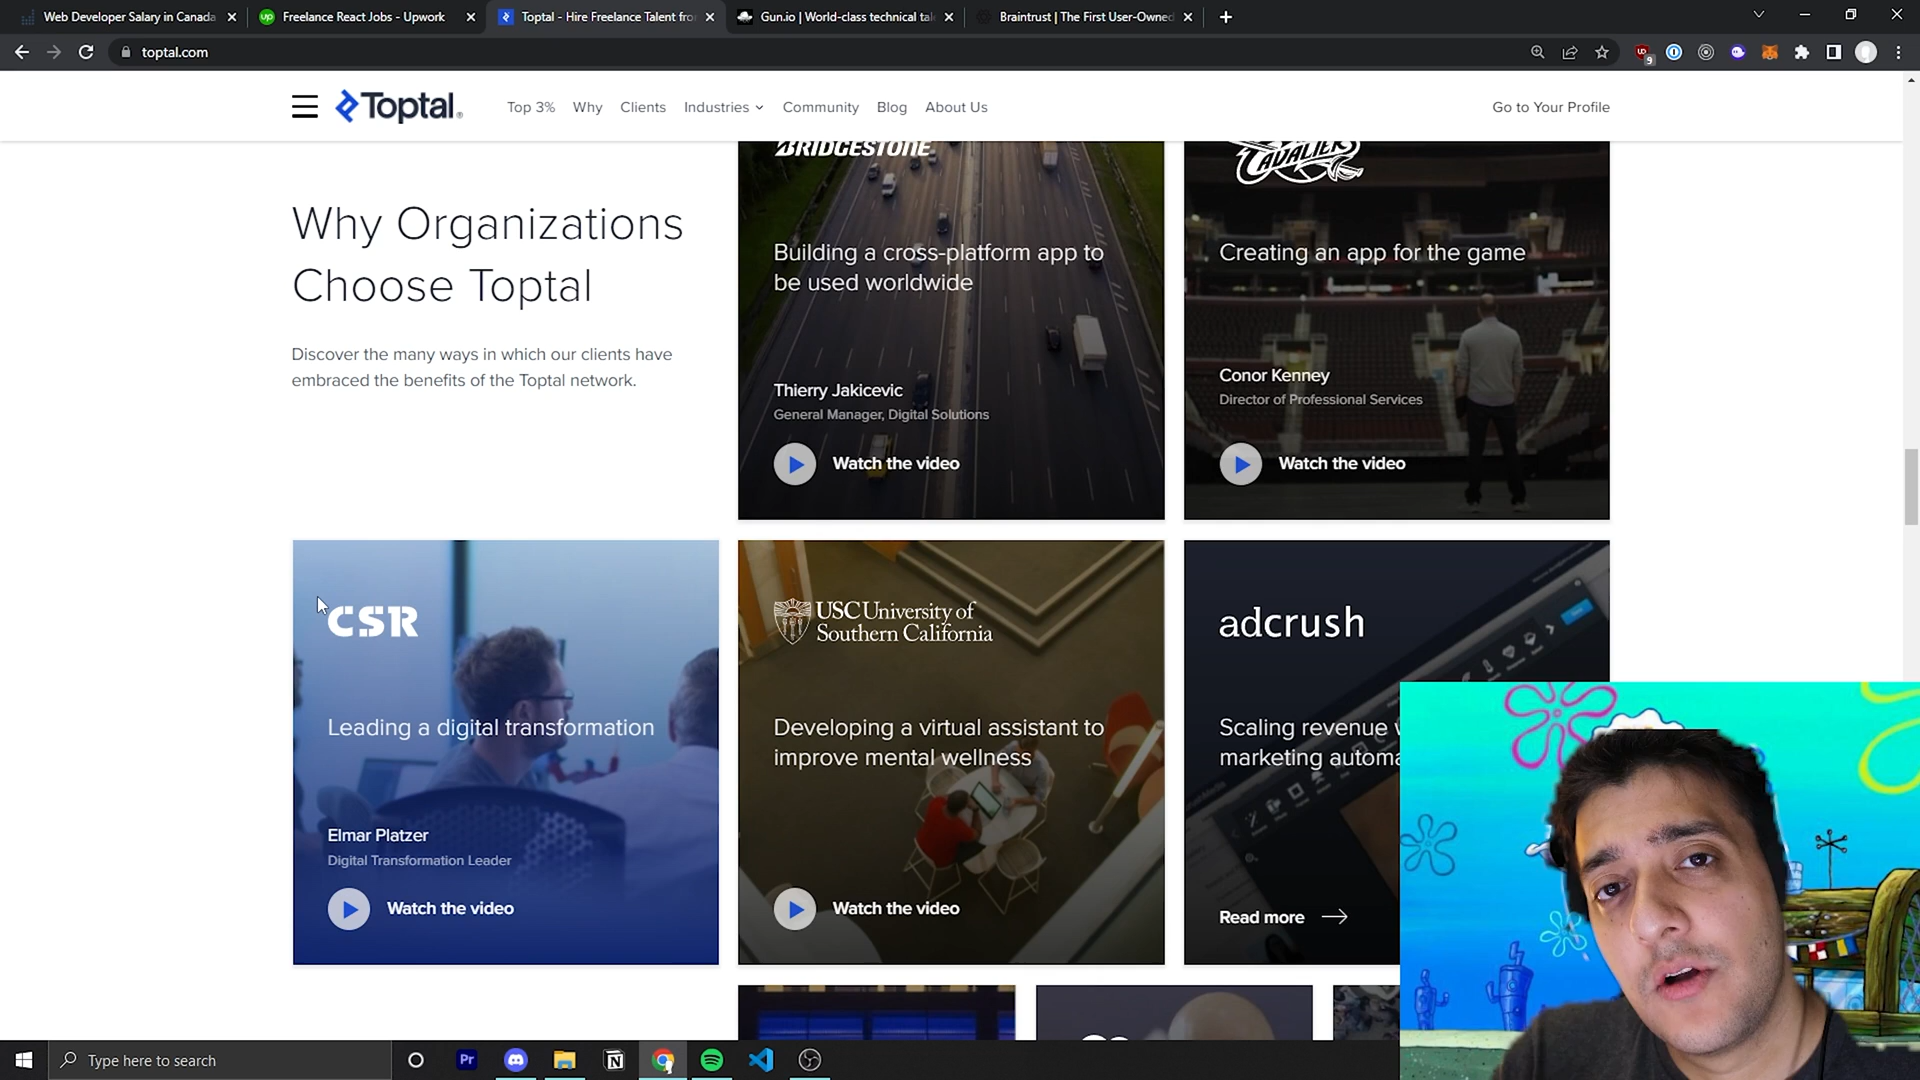 Web Developer Salary in Canada
Freelance React Jobs - Upwork
Toptal - Hire Freelance Talent fro
Gun.io | World-class technical tal
Braintrust | The First User-Owned
toptal.com
9
Toptal
Top 3%
Why
Clients
Industries
Community
Blog
About Us
Go to Your Profile
Why Organizations
Choose Toptal
Discover the many ways in which our clients have
embraced the benefits of the Toptal network.
BRIDGESTONE
Building a cross-platform app to
be used worldwide
Thierry Jakicevic
General Manager, Digital Solutions
Watch the video
CAVALIERS
Creating an app for the game
Conor Kenney
Director of Professional Services
Watch the video
CSR
Leading a digital transformation
Elmar Platzer
Digital Transformation Leader
Watch the video
USC University of
Southern California
Developing a virtual assistant to
improve mental wellness
Watch the video
adcrush
Scaling revenue
marketing automa
Read more
Type here to search
Pr